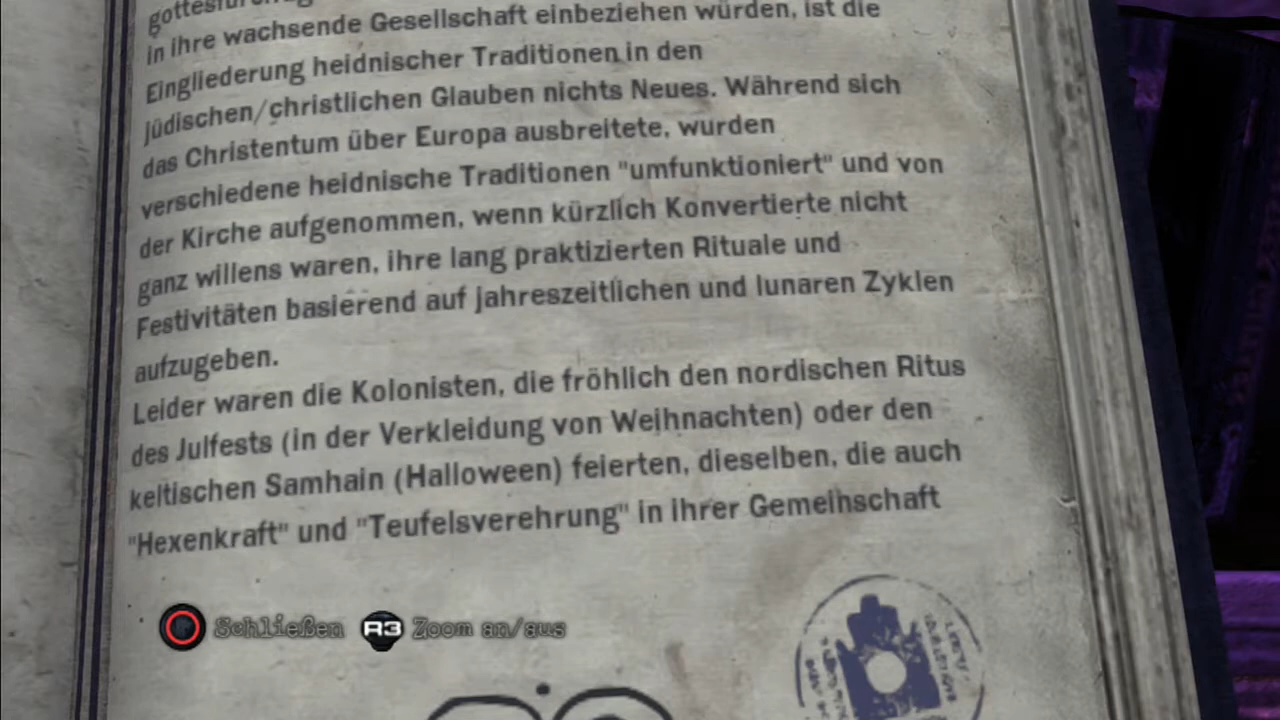 in ihre wachsende Gesellschaft einbeziehen würden, ist die
Eingliederung heidnischer Traditionen in den
jüdischen/christlichen Glauben nichts Neues. Während sich
das Christentum über Europa ausbreitete, wurden
verschiedene heidnische Traditionen "umfunktioniert" und von
der Kirche aufgenommen, wenn kürzlich Konvertierte nicht
ganz willens waren, ihre lang praktizierten Rituale und
Festivitäten basierend auf jahreszeitlichen und lunaren Zyklen
aufzugeben.
Leider waren die Kolonisten, die fröhlich den nordischen Ritus
des Julfests (in der Verkleidung von Weihnachten) oder den
keltischen Samhain (Halloween) feierten, dieselben, die auch
"Hexenkraft" und "Teufelsverehrung" in ihrer Gemeinschaft
Schließen R3 Zoom an/aus